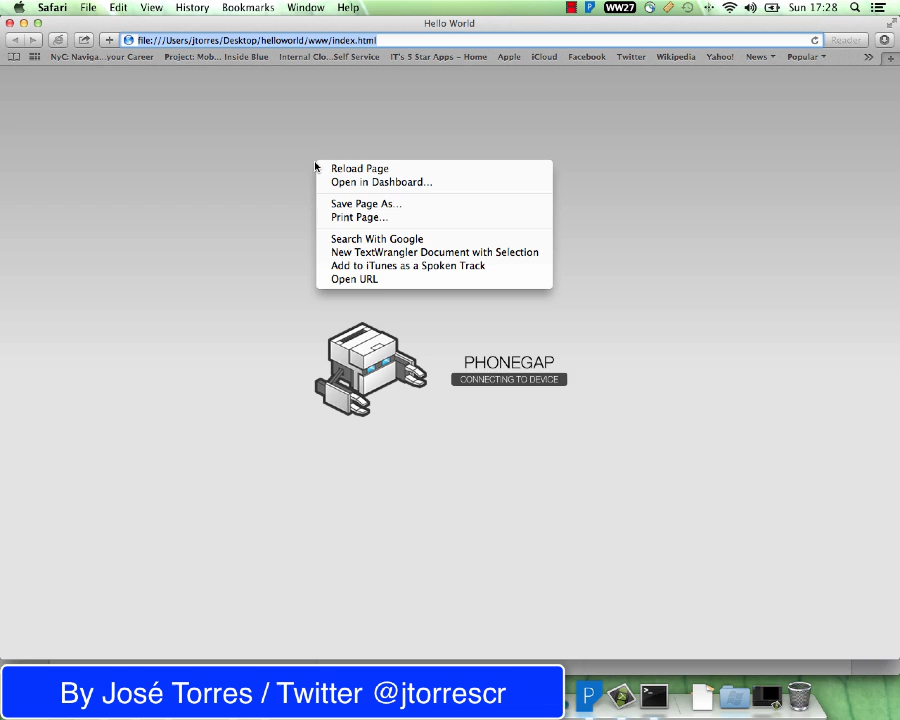 Safari File Edit View History Bookmarks Window Help WW27 Sun 17:28
Hello World
file:///Users/jtorres/Desktop/helloworld/www/index.html Reader
NyC: Naviga...your Career Project: Mob... Inside Blue Internal Clo...Self Service IT's 5 Star Apps - Home Apple iCloud Facebook Twitter Wikipedia Yahoo! News Popular
Reload Page
Open in Dashboard...
Save Page As...
Print Page...
Search With Google
New TextWrangler Document with Selection
Add to iTunes as a Spoken Track
Open URL
PHONEGAP
CONNECTING TO DEVICE
By José Torres / Twitter @jtorrescr